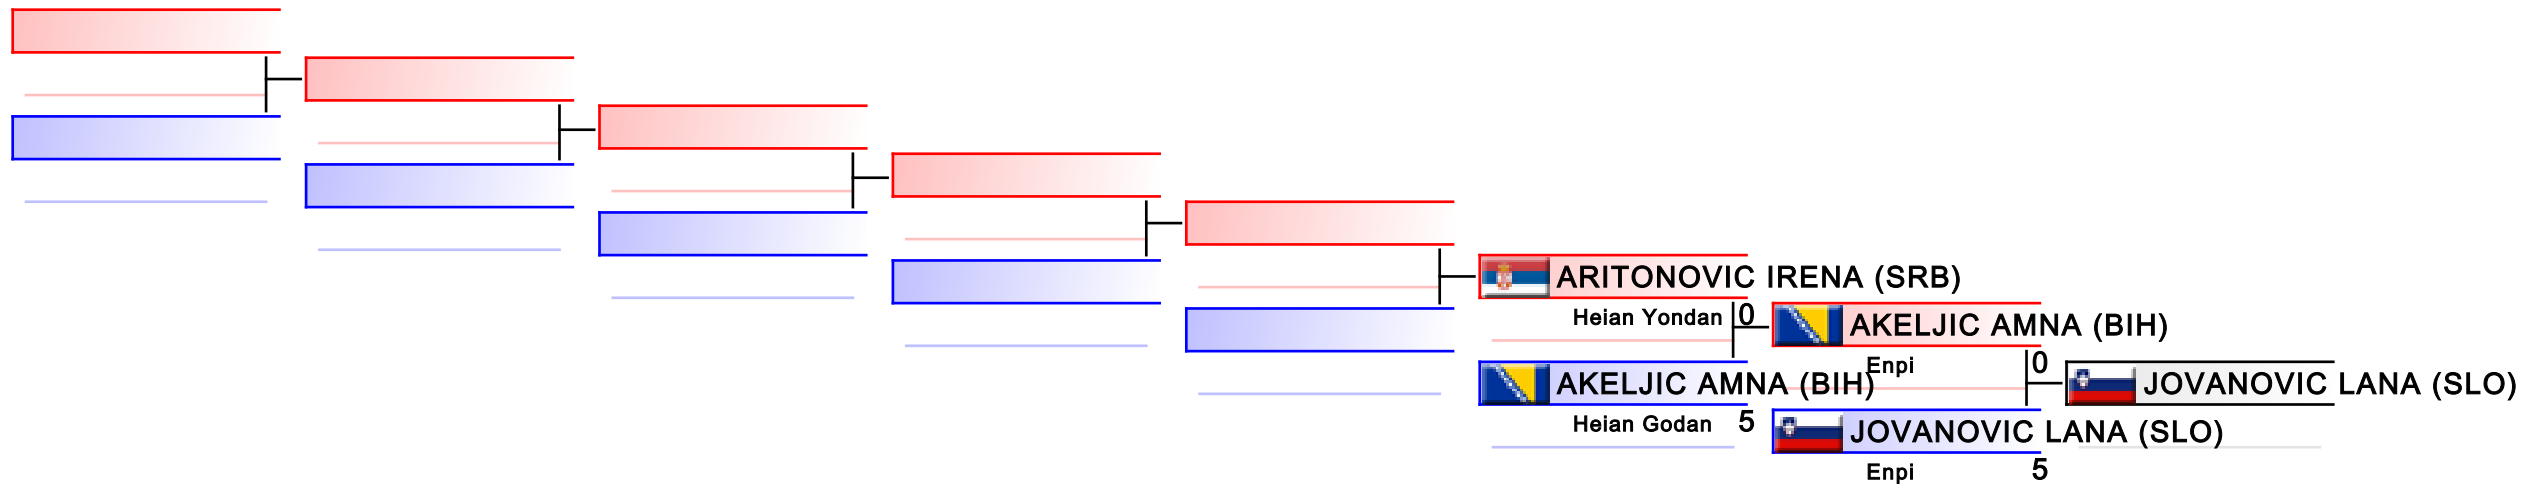 ARITONOVIC IRENA (SRB)
Heian Yondan 0
AKELJIC AMNA (BIH)
Heian Godan 5
AKELJIC AMNA (BIH)
Enpi 0
JOVANOVIC LANA (SLO)
Enpi 5
JOVANOVIC LANA (SLO)